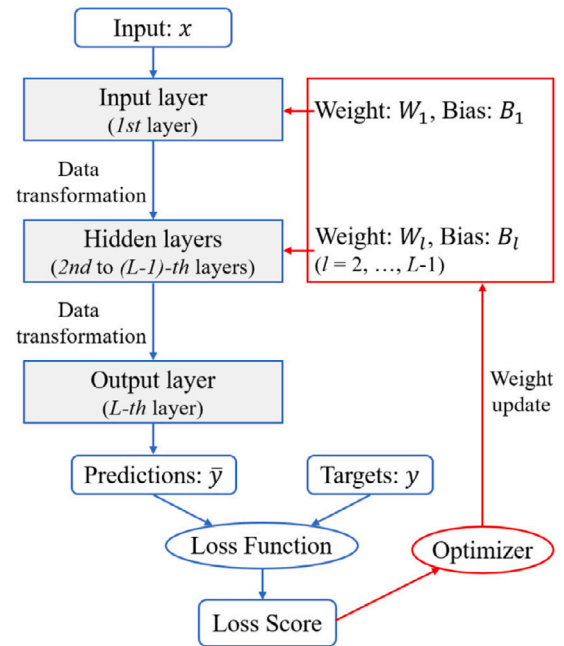 Input: x
Input layer
(1st layer)
Weight: W₁, Bias: B₁
Data
transformation
Hidden layers
(2nd to (L-1)-th layers)
Weight: Wₗ, Bias: Bₗ
(l = 2, …, L-1)
Data
transformation
Output layer
(L-th layer)
Weight
update
Predictions: ȳ
Targets: y
Loss Function
Optimizer
Loss Score